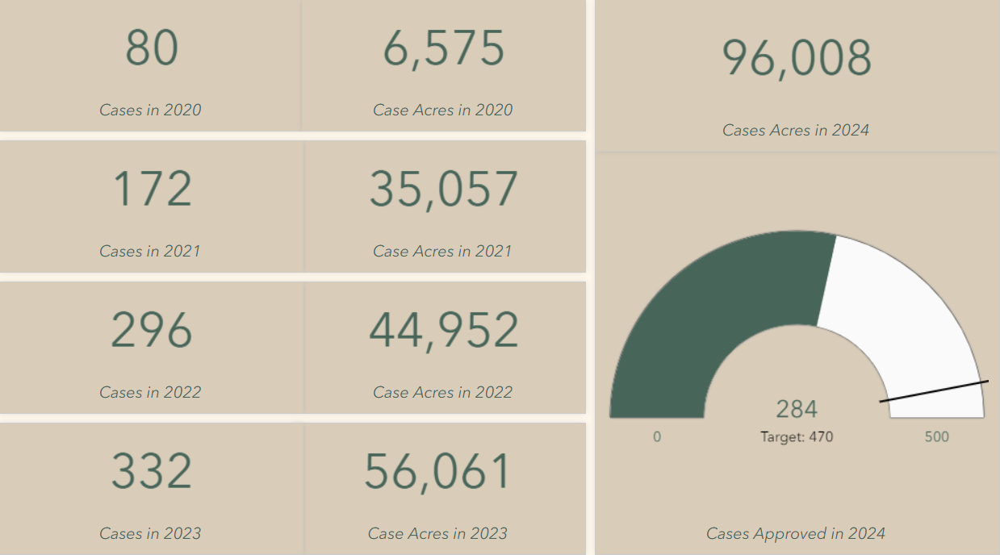 80
6,575
Cases in 2020
Case Acres in 2020
172
35,057
Cases in 2021
Case Acres in 2021
296
44,952
Cases in 2022
Case Acres in 2022
332
56,061
Cases in 2023
Case Acres in 2023
96,008
Cases Acres in 2024
284
Target: 470
0
500
Cases Approved in 2024